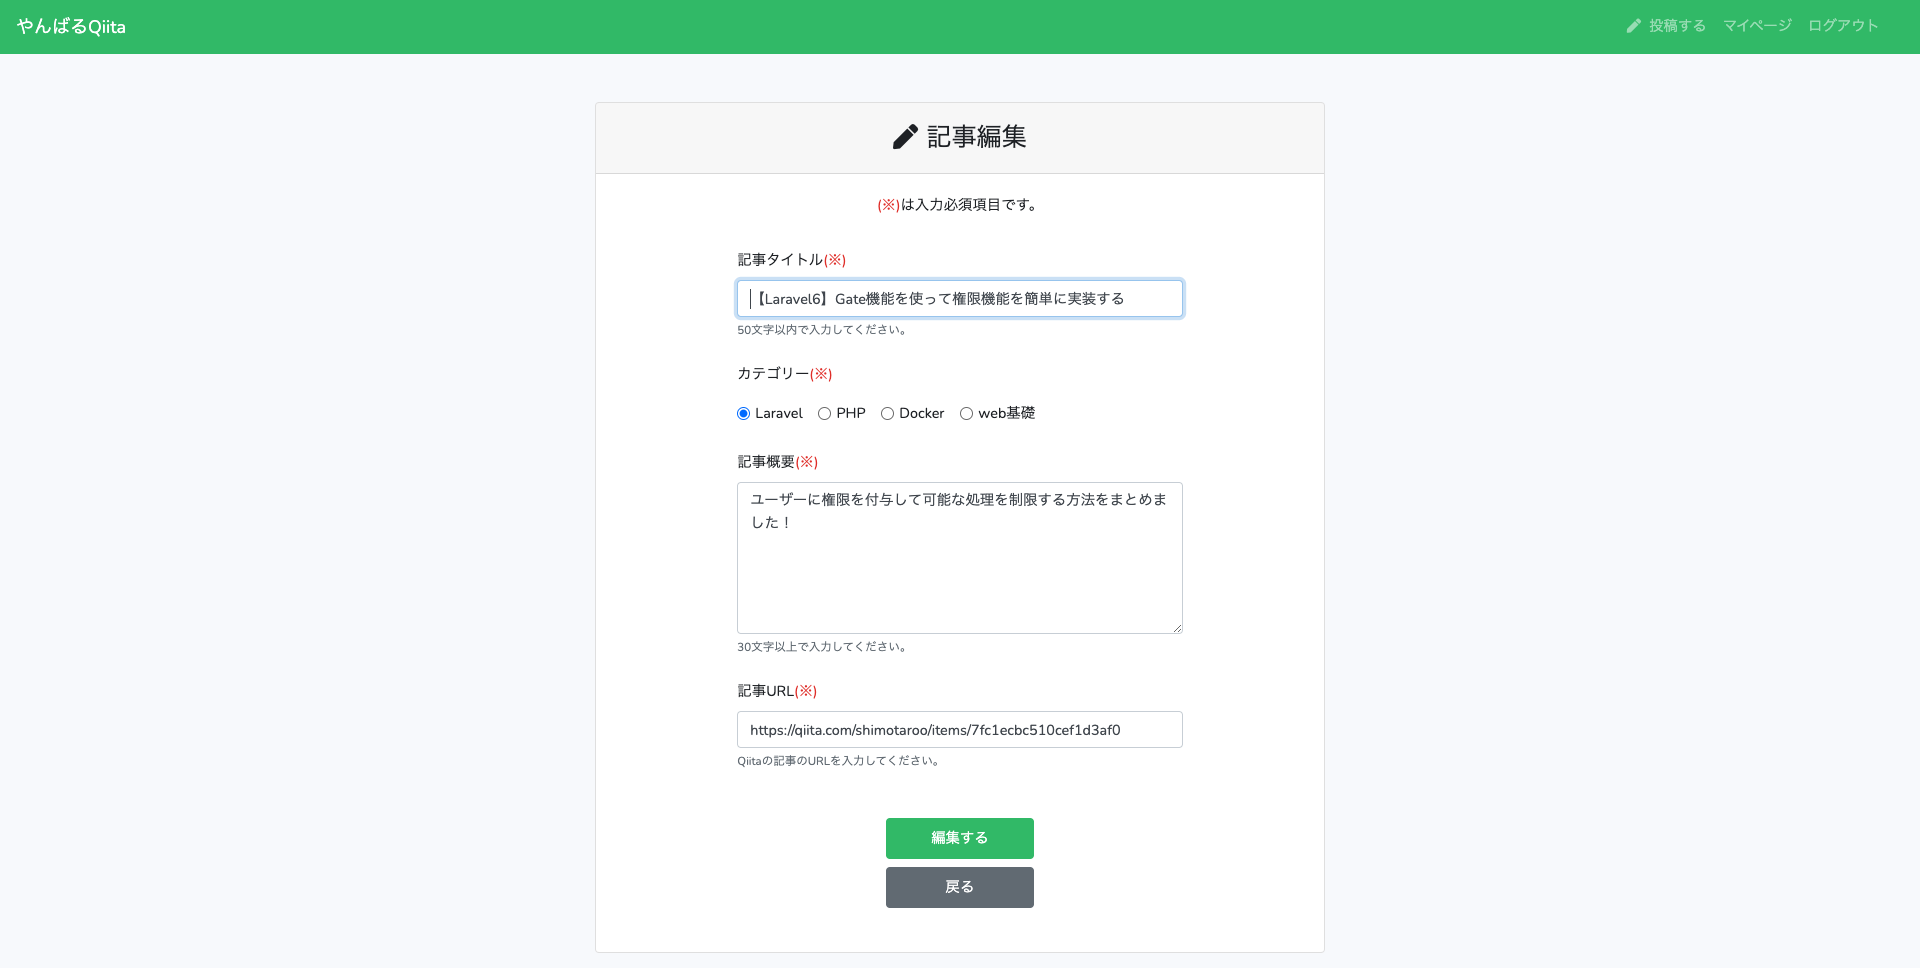 やんばるQiita
投稿する マイページ ログアウト
記事編集
(※)は入力必須項目です。
記事タイトル(※)
【Laravel6】Gate機能を使って権限機能を簡単に実装する
50文字以内で入力してください。
カテゴリー(※)
Laravel PHP Docker web基礎
記事概要(※)
ユーザーに権限を付与して可能な処理を制限する方法をまとめま
した！
30文字以上で入力してください。
記事URL(※)
https://qiita.com/shimotaroo/items/7fc1ecbc510cef1d3af0
Qiitaの記事のURLを入力してください。
編集する
戻る